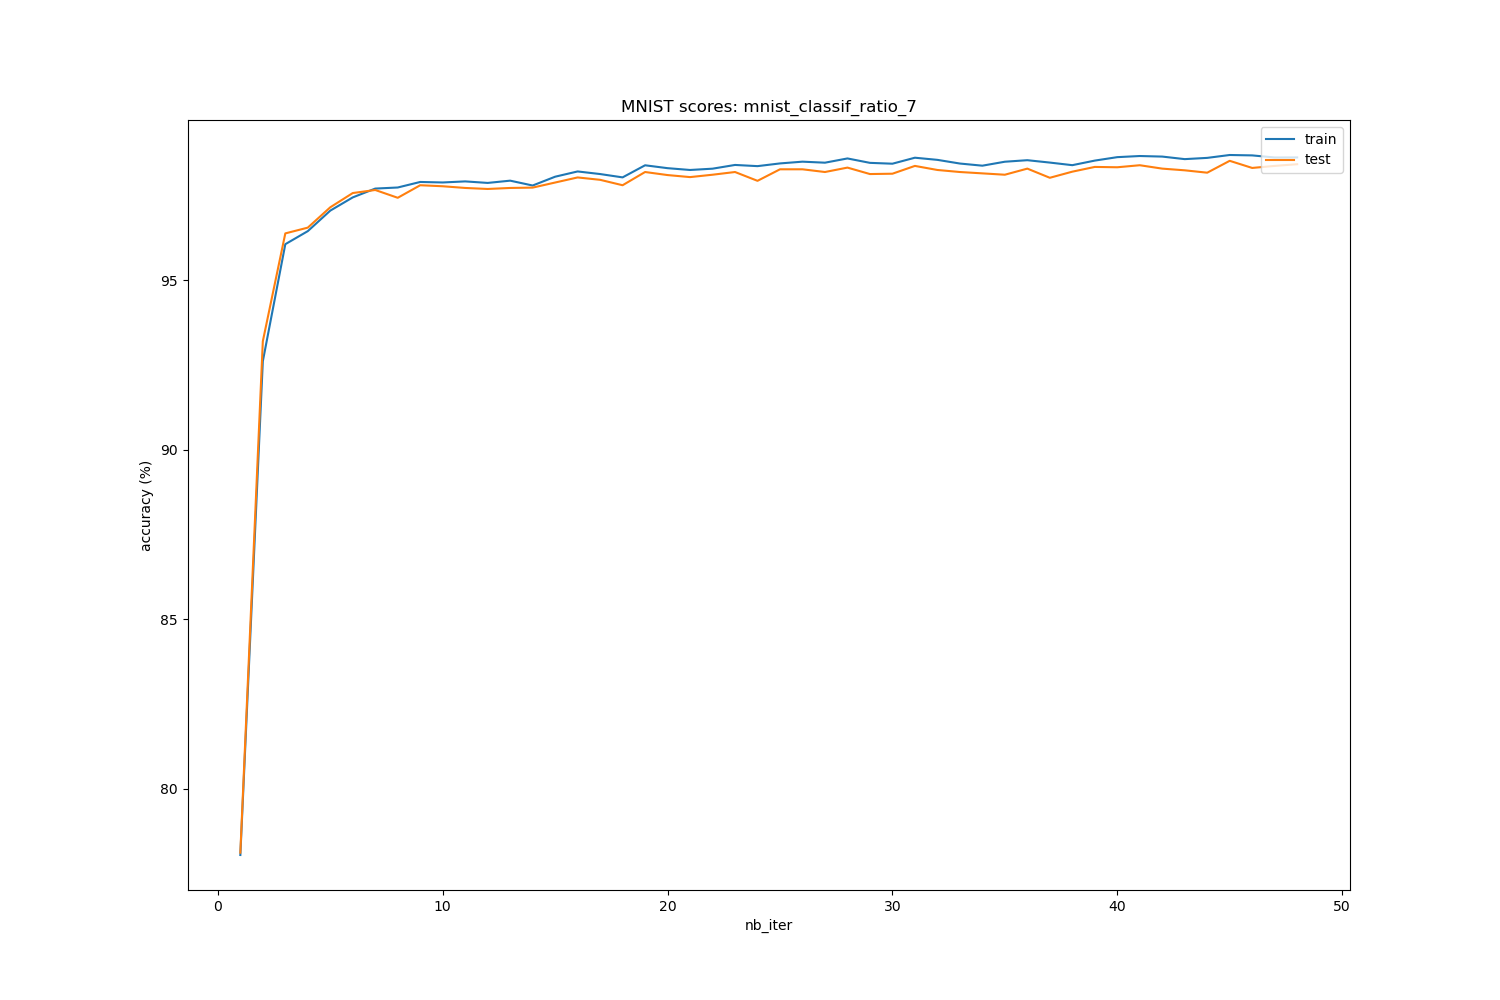 MNIST scores: mnist_classif_ratio_7
train
test
95
90
85
80
accuracy (%)
0 10 20 30 40 50
nb_iter